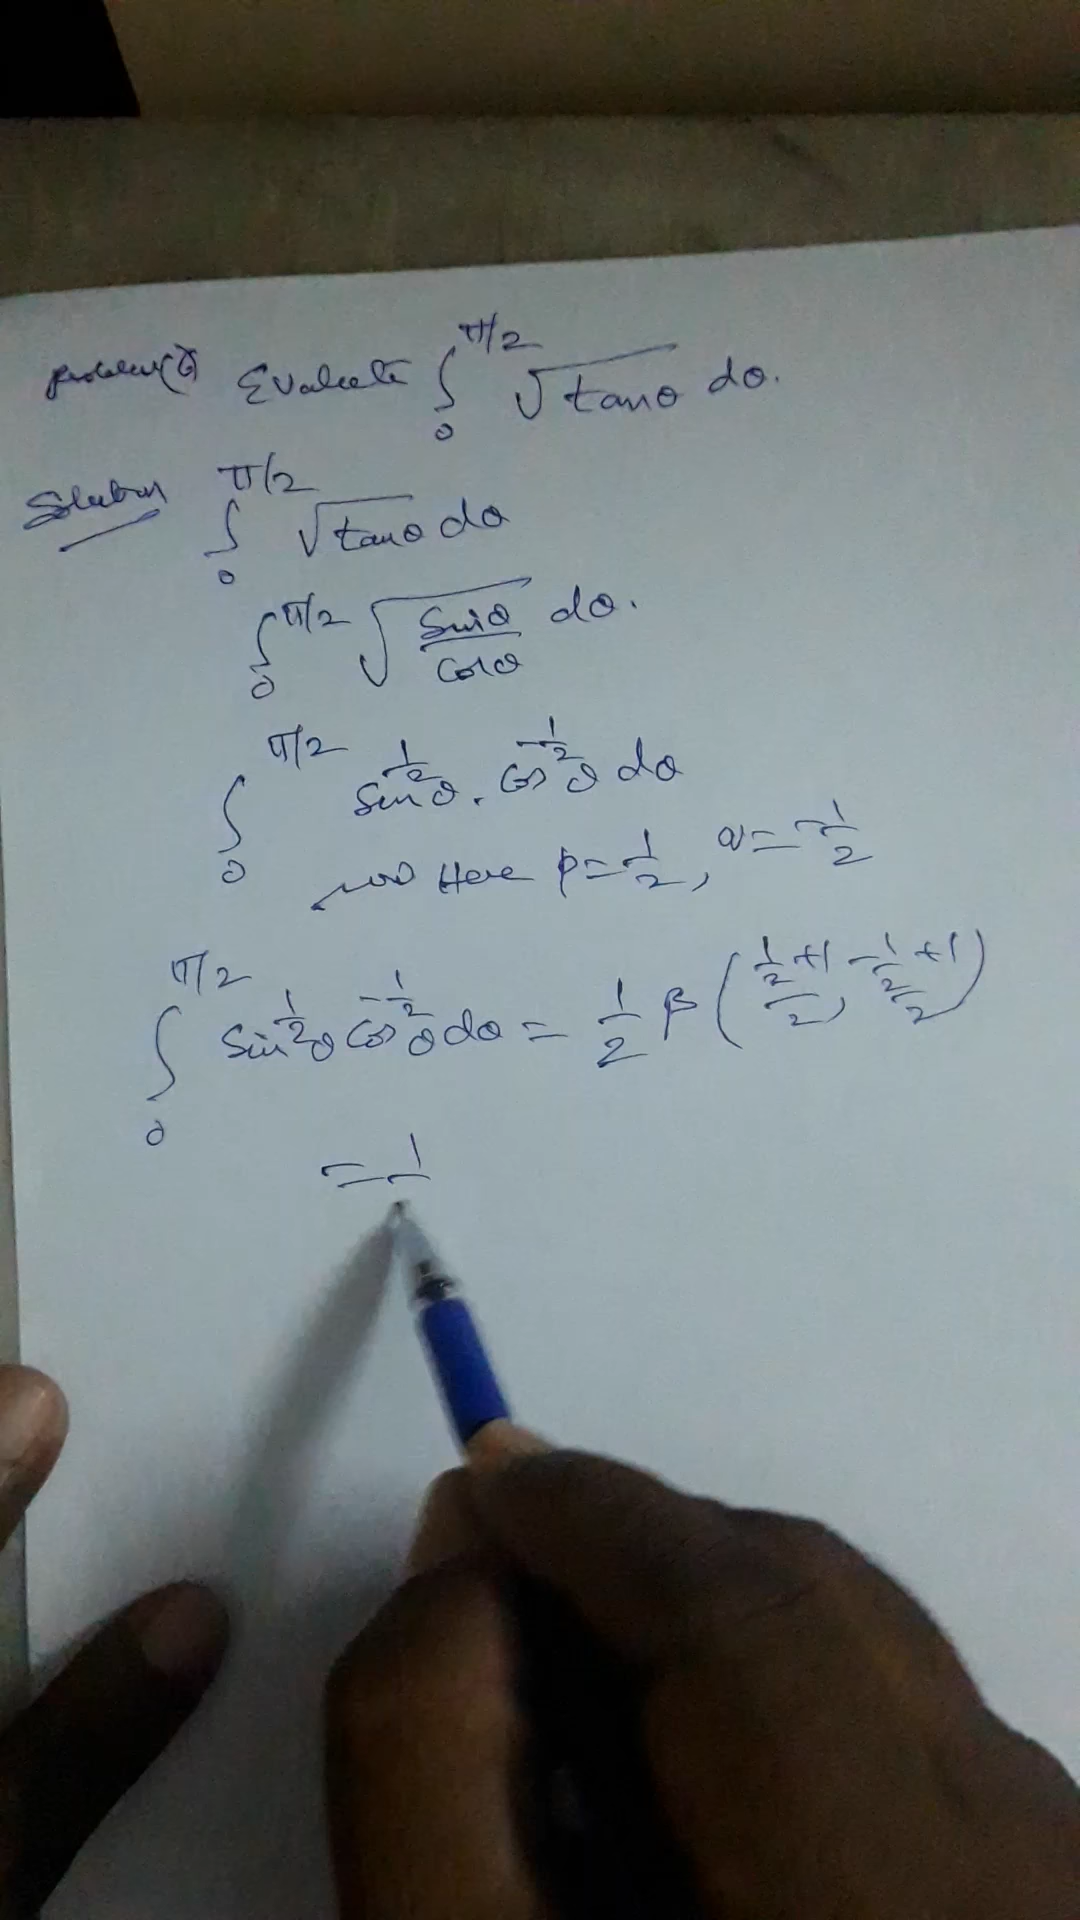 Evaluate ∫₀^π/2 √tanθ dθ.
Solution ∫₀^π/2 √tanθ dθ
∫₀^π/2 √(sinθ/cosθ) dθ.
∫₀^π/2 sin^1/2 θ. cos^-1/2 θ dθ
Here p = 1/2, q = -1/2
∫₀^π/2 sin^1/2 θ cos^-1/2 θ dθ = 1/2 β((1/2+1)/2, (-1/2+1)/2)
= 1